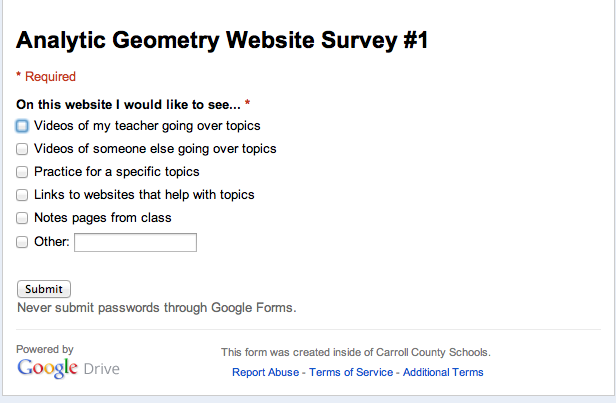 Analytic Geometry Website Survey #1
* Required
On this website I would like to see... *
Videos of my teacher going over topics
Videos of someone else going over topics
Practice for a specific topics
Links to websites that help with topics
Notes pages from class
Other:
Submit
Never submit passwords through Google Forms.
Powered by
Google Drive
This form was created inside of Carroll County Schools.
Report Abuse - Terms of Service - Additional Terms